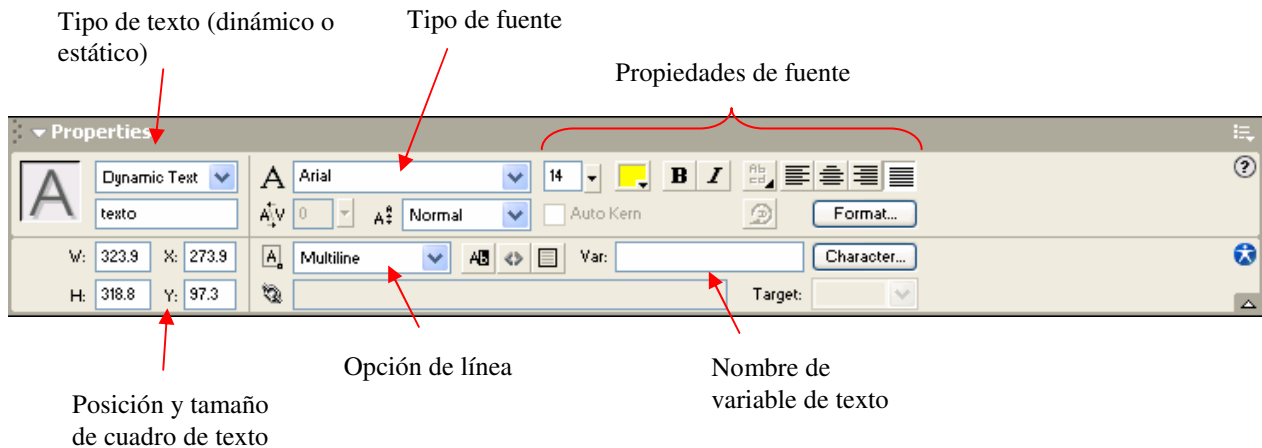 Tipo de texto (dinámico o
estático)
Tipo de fuente
Propiedades de fuente
Properties
Dynamic Text
A Arial
14
B I
texto
0
Normal
Auto Kern
Format...
W: 323.9 X: 273.9
Multiline
Var:
Character...
H: 318.8 Y: 97.3
Target:
Opción de línea
Nombre de
variable de texto
Posición y tamaño
de cuadro de texto